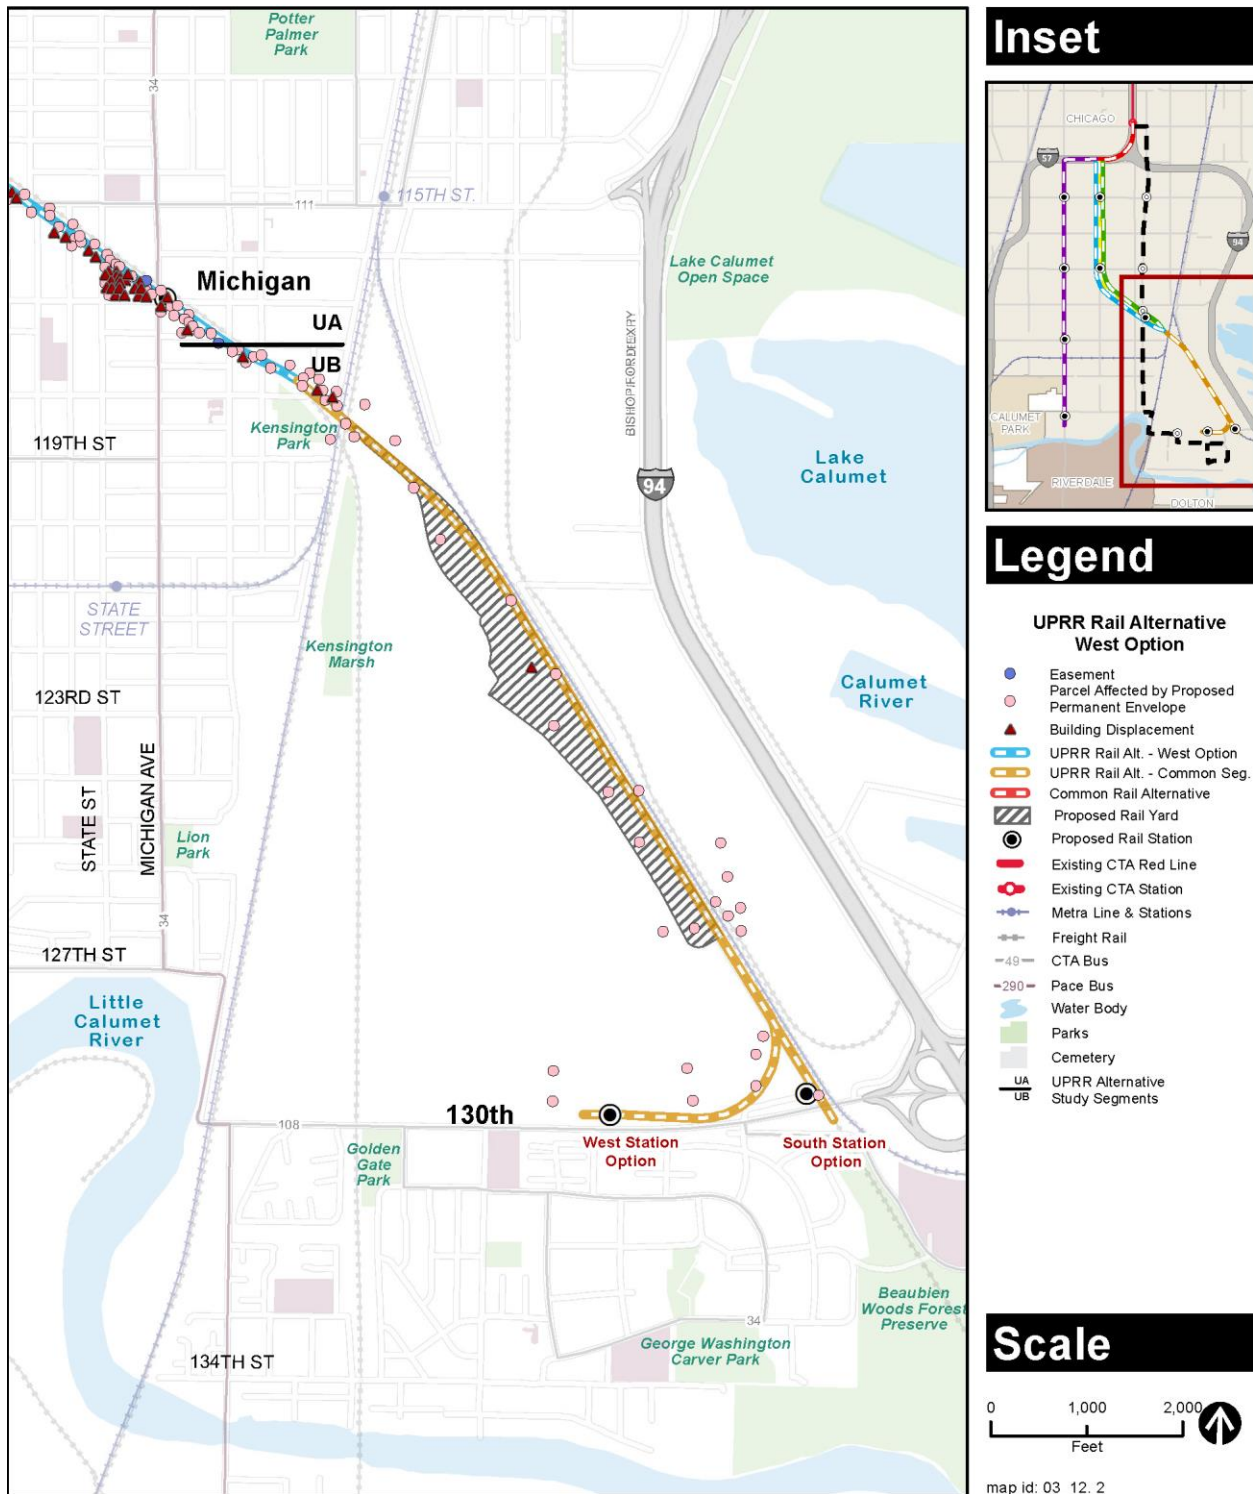 Potter
Palmer
Park
34
115TH ST.
111
Lake Calumet
Open Space
Michigan
UA
UB
Kensington
Park
119TH ST
94
Lake
Calumet
STATE
STREET
Kensington
Marsh
Calumet
River
123RD ST
STATE ST
MICHIGAN AVE
Lion
Park
34
127TH ST
Little
Calumet
River
130th
108
West Station
Option
South Station
Option
Golden
Gate
Park
Beaubien
Woods Forest
Preserve
34
George Washington
Carver Park
134TH ST
Inset
CHICAGO
57
94
CALUMET
PARK
RIVERDALE
DOLTON
Legend
UPRR Rail Alternative
West Option
Easement
Parcel Affected by Proposed
Permanent Envelope
Building Displacement
UPRR Rail Alt. - West Option
UPRR Rail Alt. - Common Seg.
Common Rail Alternative
Proposed Rail Yard
Proposed Rail Station
Existing CTA Red Line
Existing CTA Station
Metra Line & Stations
Freight Rail
49 CTA Bus
290 Pace Bus
Water Body
Parks
Cemetery
UA
UB
UPRR Alternative
Study Segments
Scale
0 1,000 2,000
Feet
map id: 03_12. 2